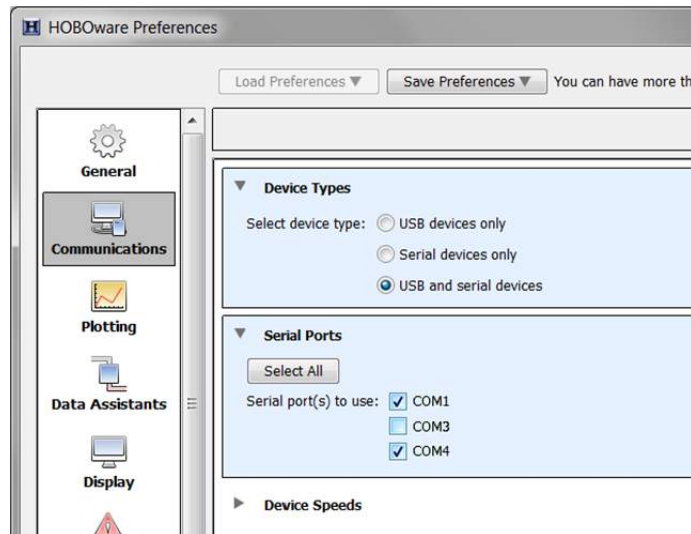 HOBOware Preferences
Load Preferences ▼ Save Preferences ▼ You can have more th
General
Communications
Plotting
Data Assistants
Display
Device Types
Select device type: USB devices only
Serial devices only
USB and serial devices
Serial Ports
Select All
Serial port(s) to use: COM1
COM3
COM4
Device Speeds